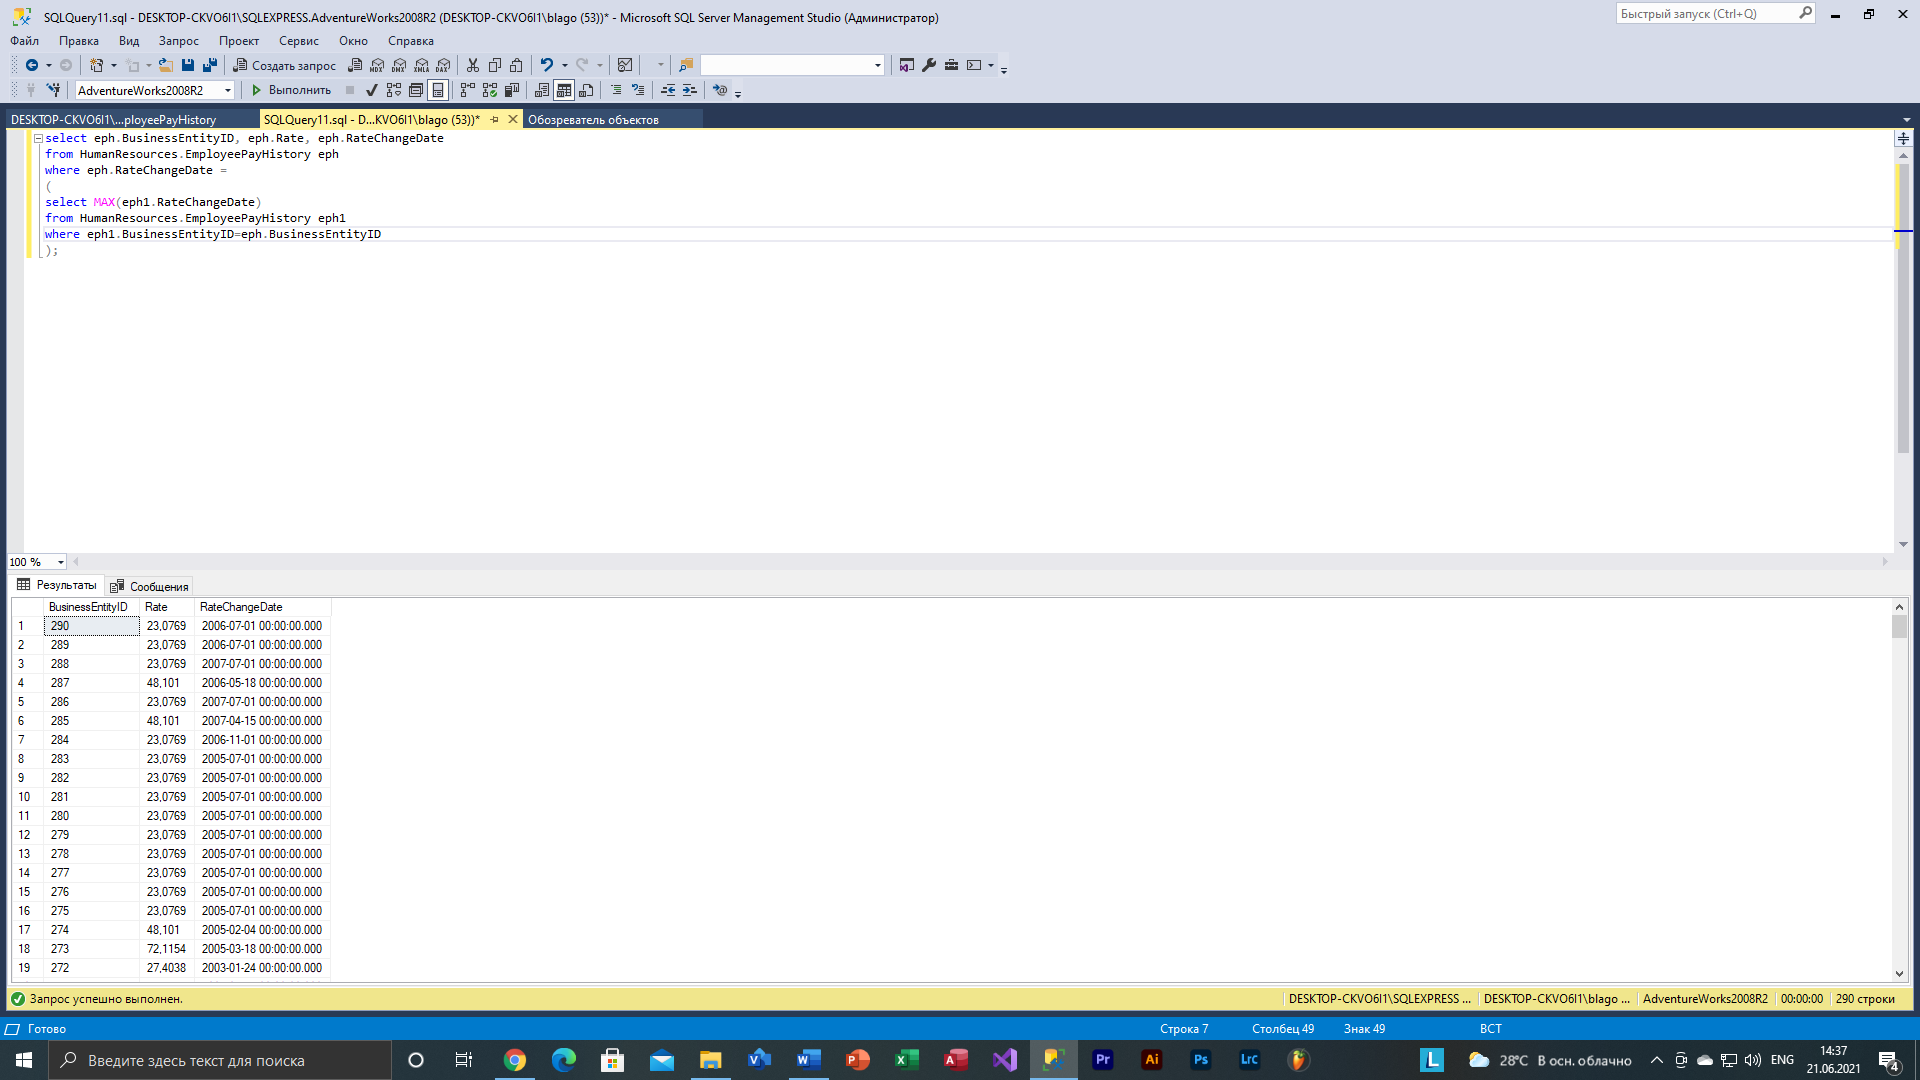 SQLQuery11.sql - DESKTOP-CKVO6I1\SQLEXPRESS.AdventureWorks2008R2 (DESKTOP-CKVO6I1\blago (53))* - Microsoft SQL Server Management Studio (Администратор)
Быстрый запуск (Ctrl+Q)
Файл Правка Вид Запрос Проект Сервис Окно Справка
Создать запрос
AdventureWorks2008R2 Выполнить
DESKTOP-CKVO6I1\...ployeePayHistory SQLQuery11.sql - D...KVO6I1\blago (53))* Обозреватель объектов
select eph.BusinessEntityID, eph.Rate, eph.RateChangeDate
from HumanResources.EmployeePayHistory eph
where eph.RateChangeDate =
(
select MAX(eph1.RateChangeDate)
from HumanResources.EmployeePayHistory eph1
where eph1.BusinessEntityID=eph.BusinessEntityID
);
100 %
Результаты Сообщения
BusinessEntityID Rate RateChangeDate
1 290 23,0769 2006-07-01 00:00:00.000
2 289 23,0769 2006-07-01 00:00:00.000
3 288 23,0769 2007-07-01 00:00:00.000
4 287 48,101 2006-05-18 00:00:00.000
5 286 23,0769 2007-07-01 00:00:00.000
6 285 48,101 2007-04-15 00:00:00.000
7 284 23,0769 2006-11-01 00:00:00.000
8 283 23,0769 2005-07-01 00:00:00.000
9 282 23,0769 2005-07-01 00:00:00.000
10 281 23,0769 2005-07-01 00:00:00.000
11 280 23,0769 2005-07-01 00:00:00.000
12 279 23,0769 2005-07-01 00:00:00.000
13 278 23,0769 2005-07-01 00:00:00.000
14 277 23,0769 2005-07-01 00:00:00.000
15 276 23,0769 2005-07-01 00:00:00.000
16 275 23,0769 2005-07-01 00:00:00.000
17 274 48,101 2005-02-04 00:00:00.000
18 273 72,1154 2005-03-18 00:00:00.000
19 272 27,4038 2003-01-24 00:00:00.000
Запрос успешно выполнен. DESKTOP-CKVO6I1\SQLEXPRESS ... DESKTOP-CKVO6I1\blago ... AdventureWorks2008R2 00:00:00 290 строки
Готово Строка 7 Столбец 49 Знак 49 ВСТ
Введите здесь текст для поиска
Pr Ai Ps Lrc L
28°C В осн. облачно ENG
14:37
21.06.2021
4